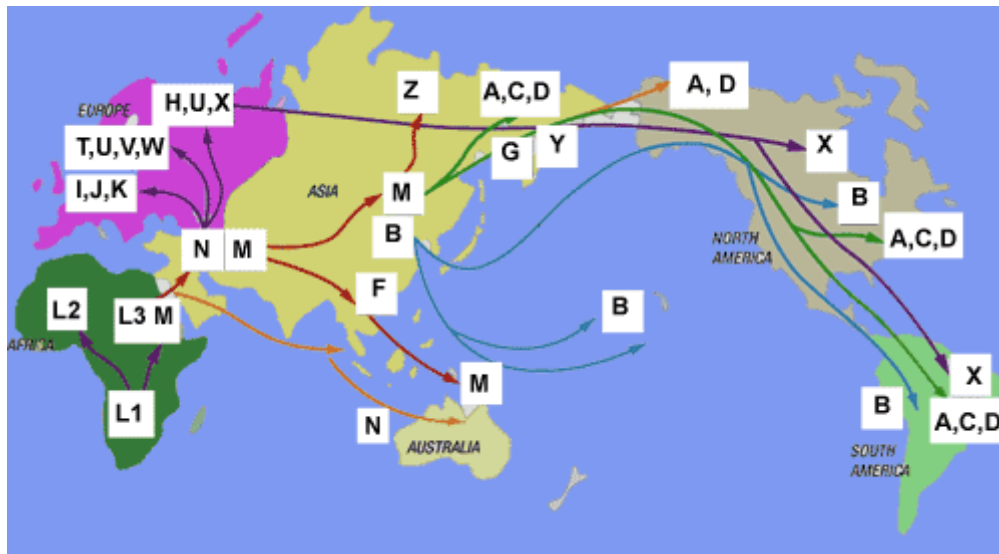 Z
A,C,D
A, D
EUROPE
H,U,X
T,U,V,W
G
Y
X
I,J,K
ASIA
M
B
B
N
M
NORTH
AMERICA
A,C,D
F
B
L2
L3 M
AFRICA
M
X
L1
N
B
A,C,D
AUSTRALIA
SOUTH
AMERICA